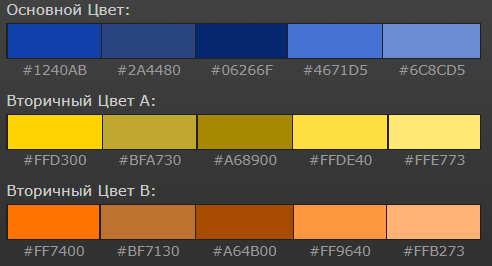 Основной Цвет:
#1240AB #2A4480 #06266F #4671D5 #6C8CD5
Вторичный Цвет A:
#FFD300 #BFA730 #A68900 #FFDE40 #FFE773
Вторичный Цвет B:
#FF7400 #BF7130 #A64B00 #FF9640 #FFB273